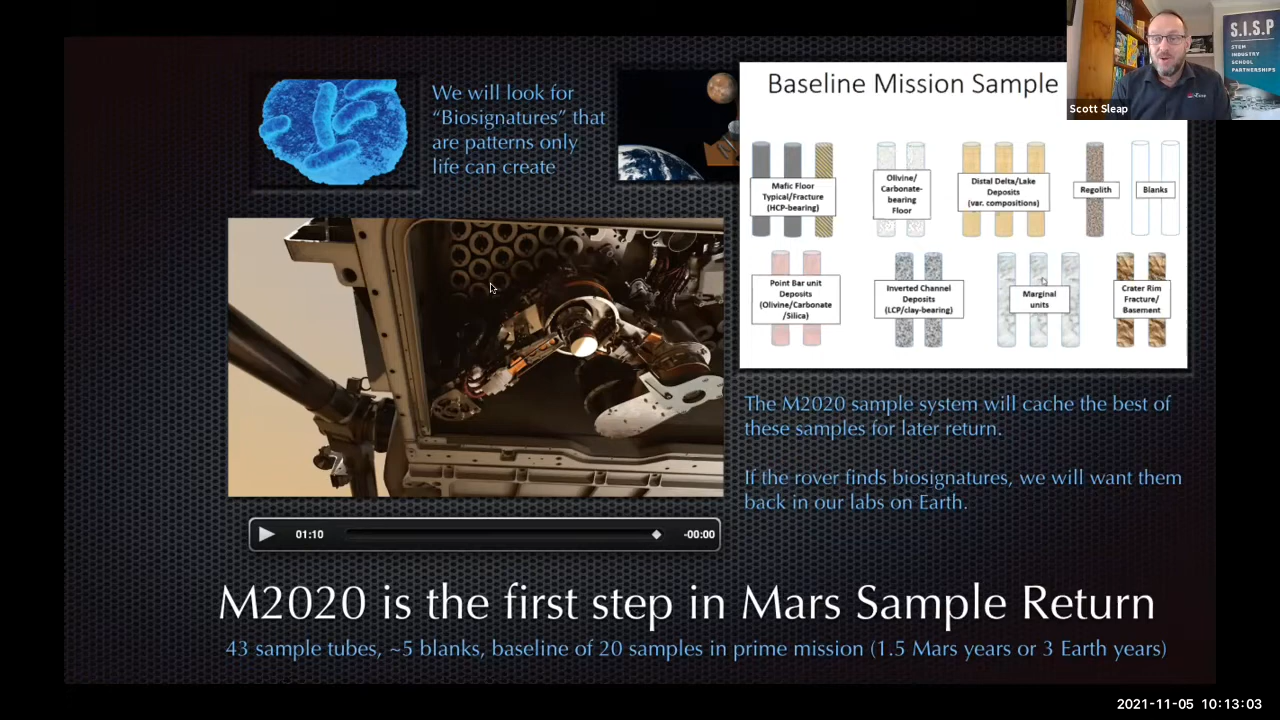 We will look for
“Biosignatures” that
are patterns only
life can create
Baseline Mission Sample
S.I.S.P
STEM
INDUSTRY
SCHOOL
PARTNERSHIPS
Scott Sleap
Mafic Floor
Typical/Fracture
(HCP-bearing)
Olivine/
Carbonate-
bearing
Floor
Distal Delta/Lake
Deposits
(var. compositions)
Regolith
Blanks
Point Bar unit
Deposits
(Olivine/Carbonate
/Silica)
Inverted Channel
Deposits
(LCP/clay-bearing)
Marginal
units
Crater Rim
Fracture/
Basement
The M2020 sample system will cache the best of
these samples for later return.
If the rover finds biosignatures, we will want them
back in our labs on Earth.
01:10
-00:00
M2020 is the first step in Mars Sample Return
43 sample tubes, ~5 blanks, baseline of 20 samples in prime mission (1.5 Mars years or 3 Earth years)
2021-11-05 10:13:03